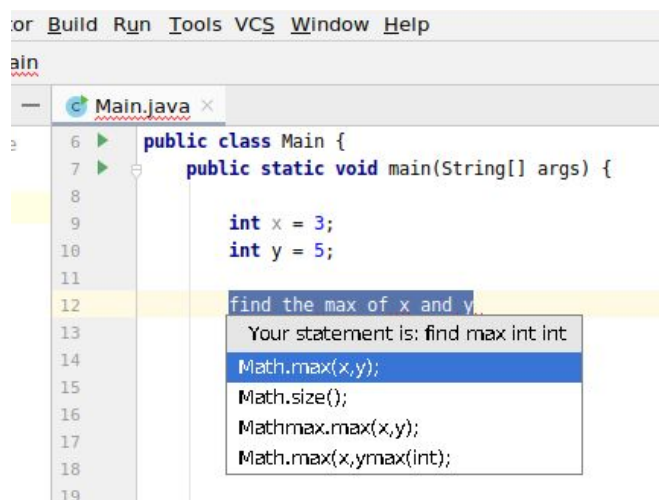 or Build Run Tools VCS Window Help
ain
Main.java
6 public class Main {
7 public static void main(String[] args) {
8
9 int x = 3;
10 int y = 5;
11
12 find the max of x and y
13 Your statement is: find max int int
14 Math.max(x,y);
15 Math.size();
16 Mathmax.max(x,y);
17 Math.max(x,ymax(int);
18
19